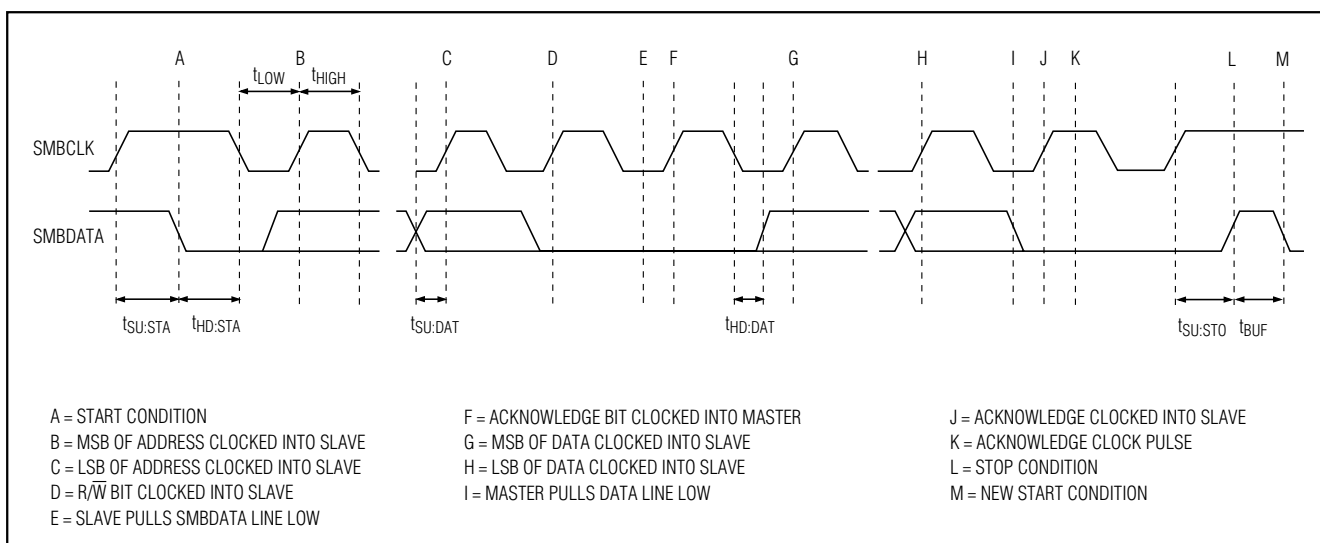 A B C D E F G H I J K L M
tLOW tHIGH
SMBCLK
SMBDATA
tSU:STA tHD:STA tSU:DAT tHD:DAT tSU:STO tBUF
A = START CONDITION
B = MSB OF ADDRESS CLOCKED INTO SLAVE
C = LSB OF ADDRESS CLOCKED INTO SLAVE
D = R/W̅ BIT CLOCKED INTO SLAVE
E = SLAVE PULLS SMBDATA LINE LOW
F = ACKNOWLEDGE BIT CLOCKED INTO MASTER
G = MSB OF DATA CLOCKED INTO SLAVE
H = LSB OF DATA CLOCKED INTO SLAVE
I = MASTER PULLS DATA LINE LOW
J = ACKNOWLEDGE CLOCKED INTO SLAVE
K = ACKNOWLEDGE CLOCK PULSE
L = STOP CONDITION
M = NEW START CONDITION